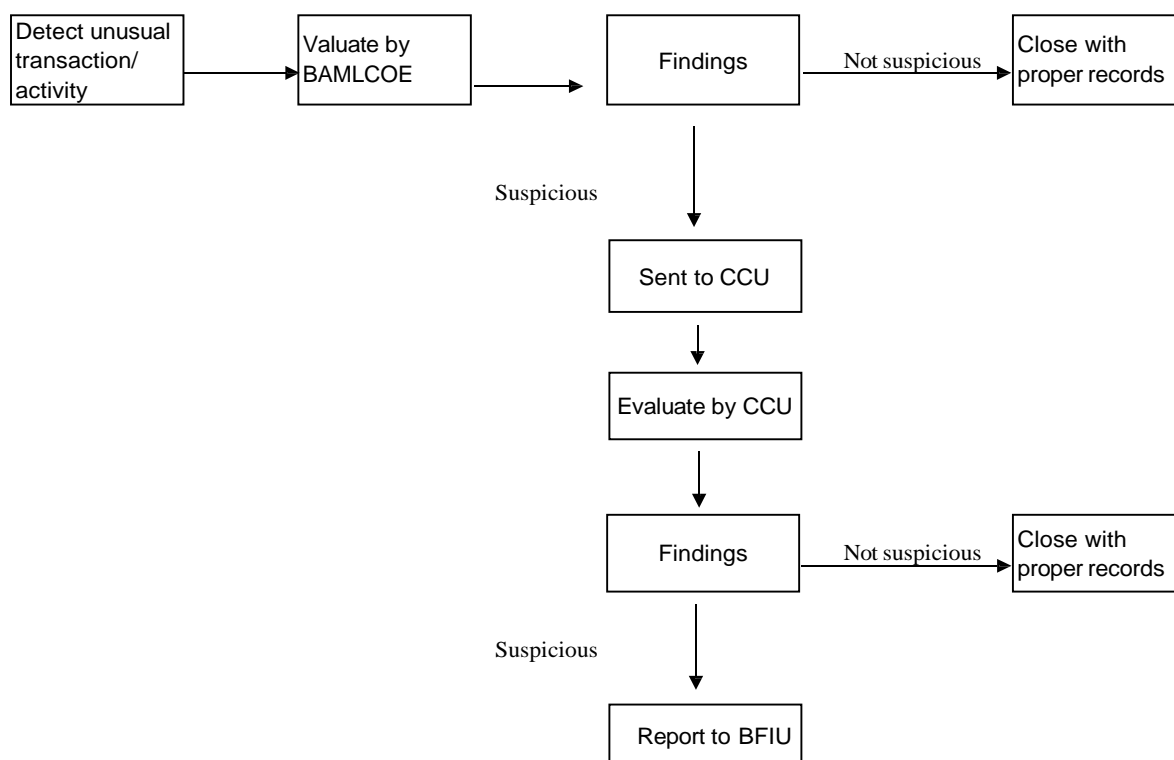 Detect unusual
transaction/
activity
Valuate by
BAMLCOE
Findings
Not suspicious
Close with
proper records
Suspicious
Sent to CCU
Evaluate by CCU
Findings
Not suspicious
Close with
proper records
Suspicious
Report to BFIU